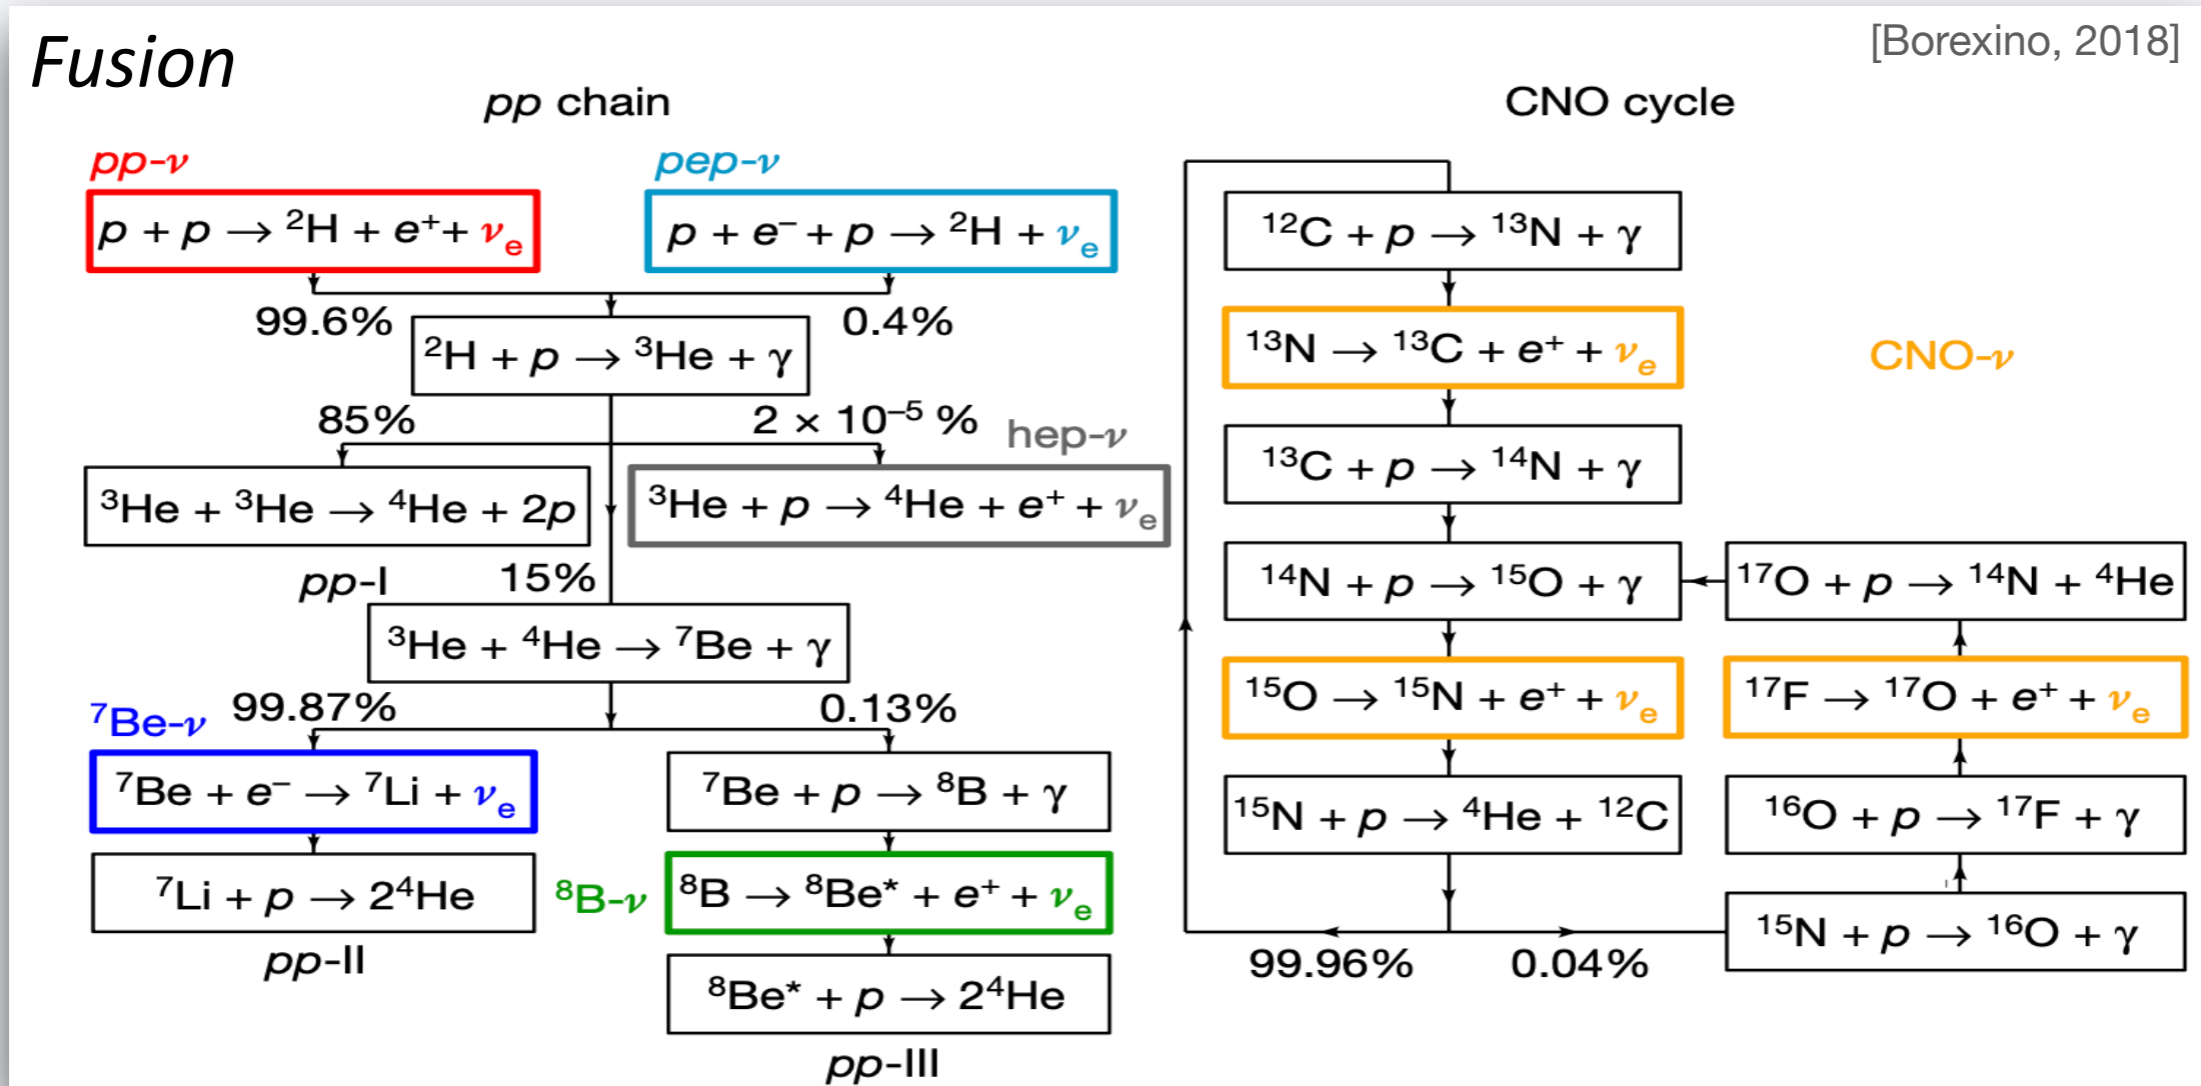 Fusion
[Borexino, 2018]
pp chain
pp-ν
pep-ν
p + p → ²H + e⁺+ νₑ
p + e⁻ + p → ²H + νₑ
99.6%
0.4%
²H + p → ³He + γ
85%
2 × 10⁻⁵ %
hep-ν
³He + ³He → ⁴He + 2p
³He + p → ⁴He + e⁺ + νₑ
pp-I
15%
³He + ⁴He → ⁷Be + γ
⁷Be-ν
99.87%
0.13%
⁷Be + e⁻ → ⁷Li + νₑ
⁷Be + p → ⁸B + γ
⁷Li + p → 2⁴He
⁸B-ν
⁸B → ⁸Be* + e⁺ + νₑ
pp-II
⁸Be* + p → 2⁴He
pp-III
CNO cycle
¹²C + p → ¹³N + γ
¹³N → ¹³C + e⁺ + νₑ
CNO-ν
¹³C + p → ¹⁴N + γ
¹⁴N + p → ¹⁵O + γ
¹⁷O + p → ¹⁴N + ⁴He
¹⁵O → ¹⁵N + e⁺ + νₑ
¹⁷F → ¹⁷O + e⁺ + νₑ
¹⁵N + p → ⁴He + ¹²C
¹⁶O + p → ¹⁷F + γ
¹⁵N + p → ¹⁶O + γ
99.96%
0.04%